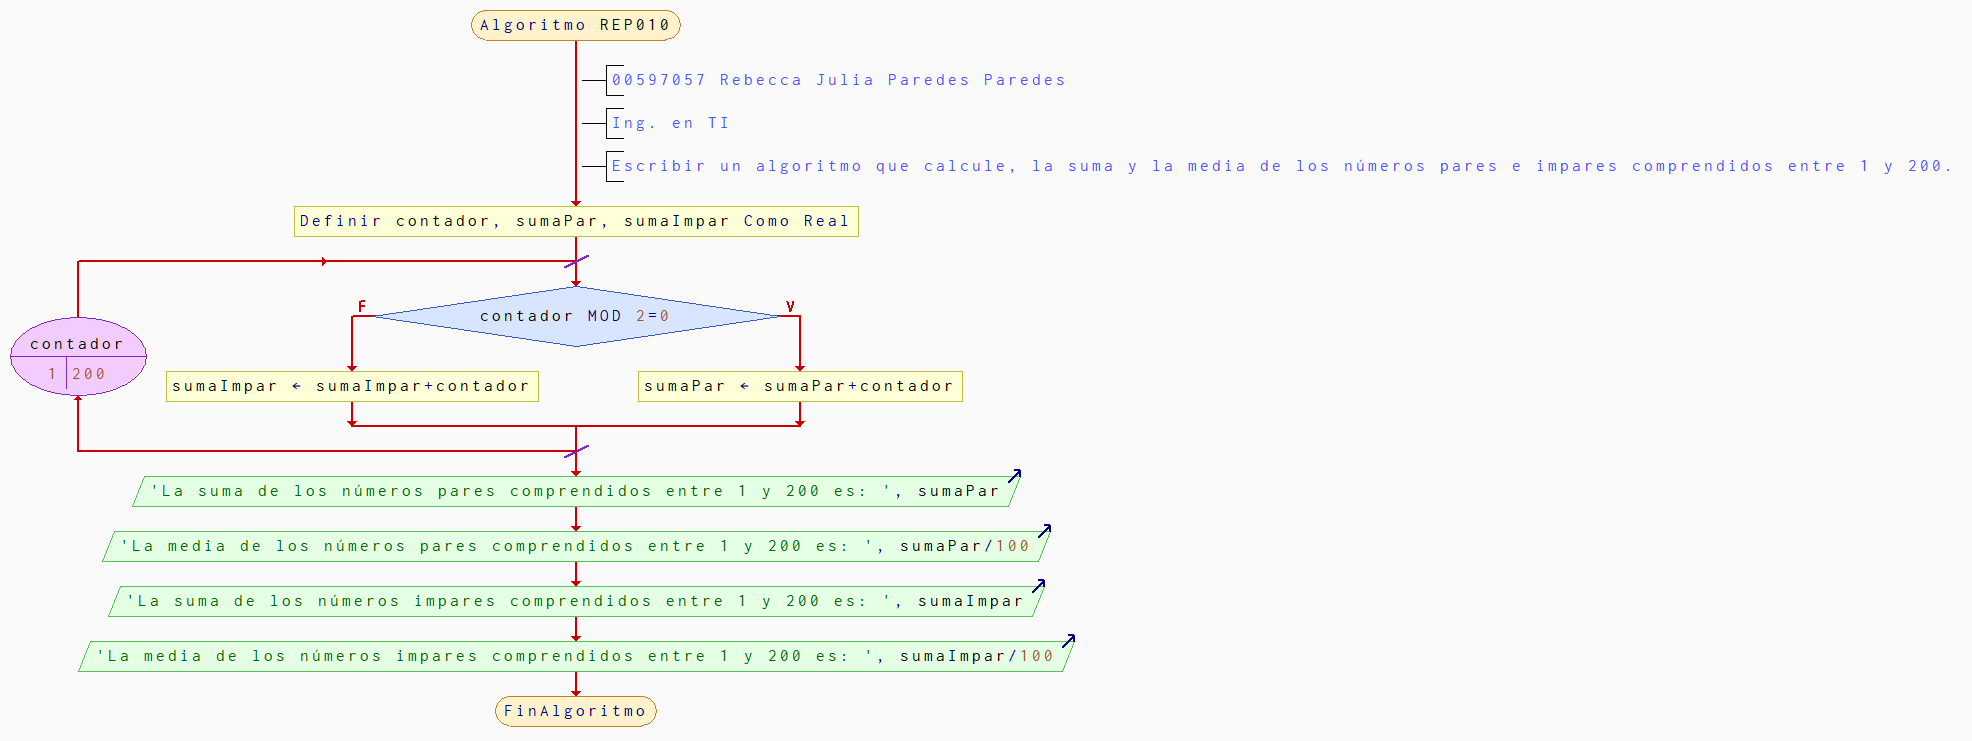 Algoritmo REP010
00597057 Rebecca Julia Paredes Paredes
Ing. en TI
Escribir un algoritmo que calcule, la suma y la media de los números pares e impares comprendidos entre 1 y 200.
Definir contador, sumaPar, sumaImpar Como Real
F
V
contador MOD 2=0
contador
1 200
sumaImpar ← sumaImpar+contador
sumaPar ← sumaPar+contador
'La suma de los números pares comprendidos entre 1 y 200 es: ', sumaPar
'La media de los números pares comprendidos entre 1 y 200 es: ', sumaPar/100
'La suma de los números impares comprendidos entre 1 y 200 es: ', sumaImpar
'La media de los números impares comprendidos entre 1 y 200 es: ', sumaImpar/100
FinAlgoritmo